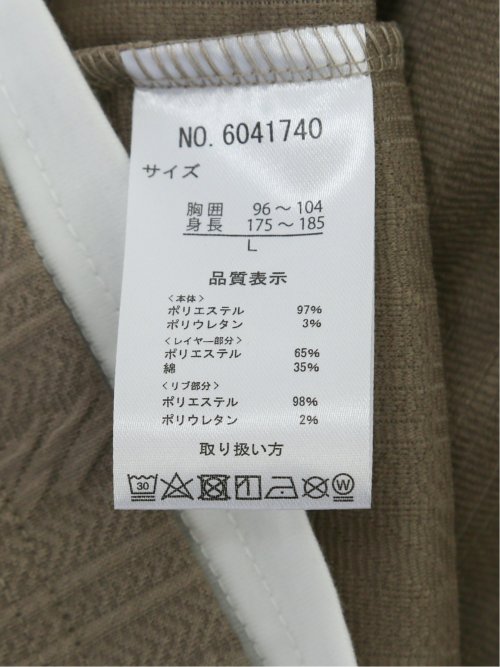 NO. 6041740
サイズ
胸囲 96～104
身長 175～185
L
品質表示
<本体>
ポリエステル 97%
ポリウレタン 3%
<レイヤー部分>
ポリエステル 65%
綿 35%
<リブ部分>
ポリエステル 98%
ポリウレタン 2%
取り扱い方
30 W